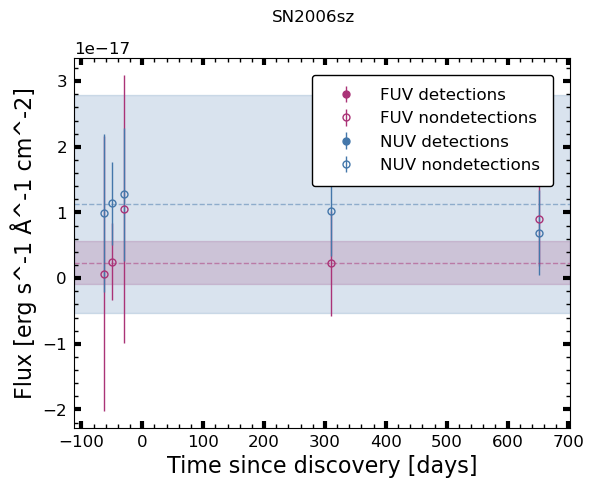 SN2006sz
1e−17
Flux [erg s^-1 Å^-1 cm^-2]
3
2
1
0
−1
−2
FUV detections
FUV nondetections
NUV detections
NUV nondetections
−100 0 100 200 300 400 500 600 700
Time since discovery [days]